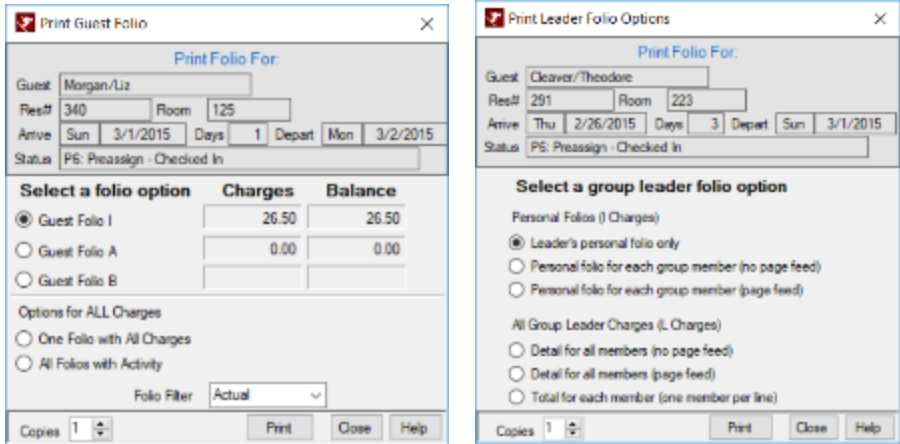 Print Guest Folio
Print Folio For:
Guest Morgan/Liz
Res# 340 Room 125
Arrive Sun 3/1/2015 Days 1 Depart Mon 3/2/2015
Status P6: Preassign - Checked In
Select a folio option Charges Balance
Guest Folio I 26.50 26.50
Guest Folio A 0.00 0.00
Guest Folio B
Options for ALL Charges
One Folio with All Charges
All Folios with Activity
Folio Filter Actual
Copies 1 Print Close Help
Print Leader Folio Options
Print Folio For:
Guest Cleaver/Theodore
Res# 291 Room 223
Arrive Thu 2/26/2015 Days 3 Depart Sun 3/1/2015
Status P6: Preassign - Checked In
Select a group leader folio option
Personal Folios (I Charges)
Leader's personal folio only
Personal folio for each group member (no page feed)
Personal folio for each group member (page feed)
All Group Leader Charges (L Charges)
Detail for all members (no page feed)
Detail for all members (page feed)
Total for each member (one member per line)
Copies 1 Print Close Help